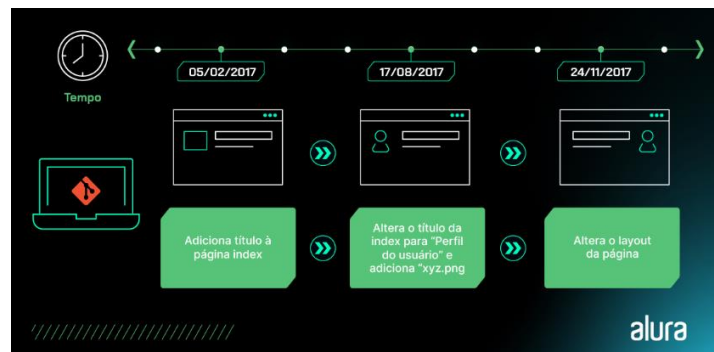 05/02/2017
17/08/2017
24/11/2017
Tempo
Adiciona título à
página index
Altera o título da
index para "Perfil
do usuário" e
adiciona "xyz.png
Altera o layout
da página
alura